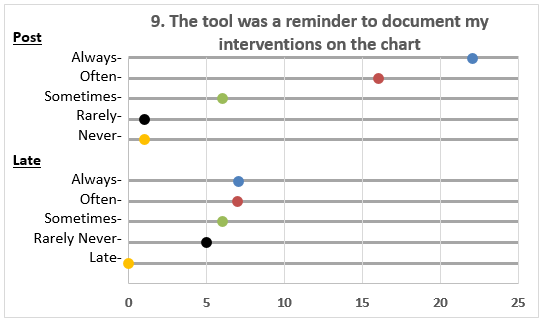 9. The tool was a reminder to document my
interventions on the chart
Post
Always-
Often-
Sometimes-
Rarely-
Never-
Late
Always-
Often-
Sometimes-
Rarely Never-
Late-
0 5 10 15 20 25